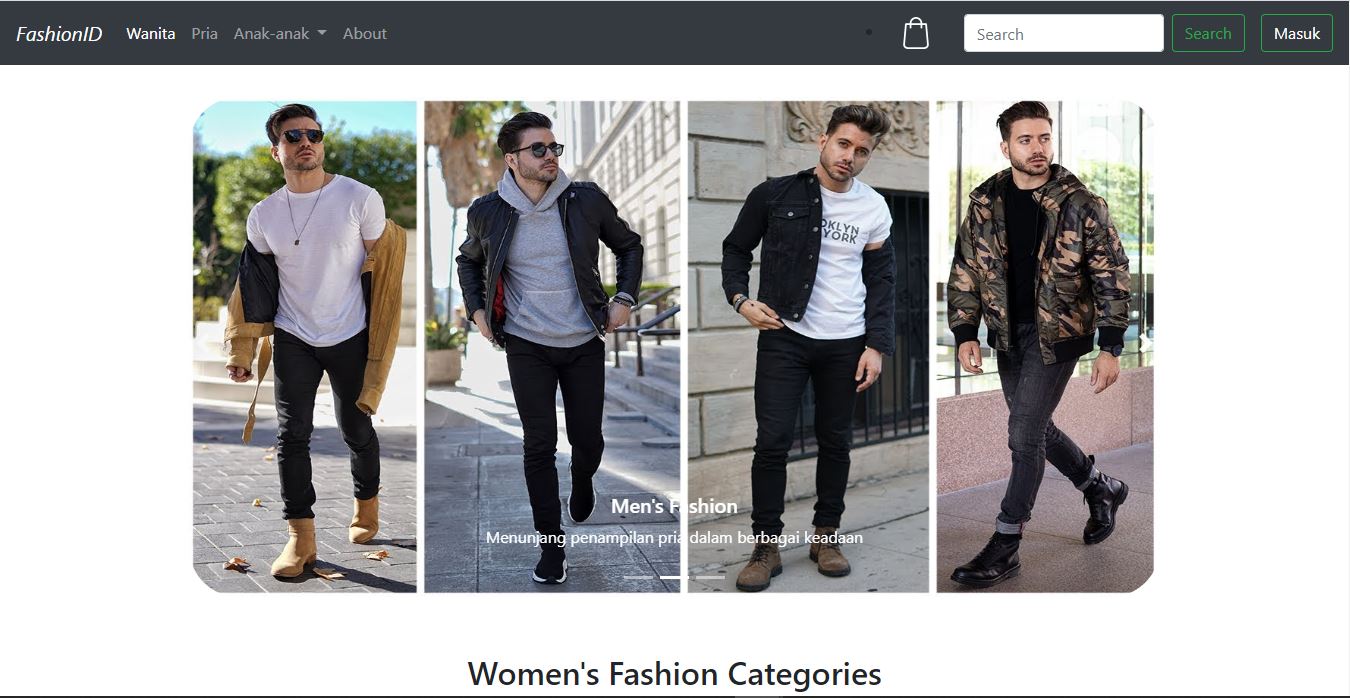 FashionID Wanita Pria Anak-anak About Search Search Masuk
OKLYN
YORK
Men's Fashion
Menunjang penampilan pria dalam berbagai keadaan
Women's Fashion Categories